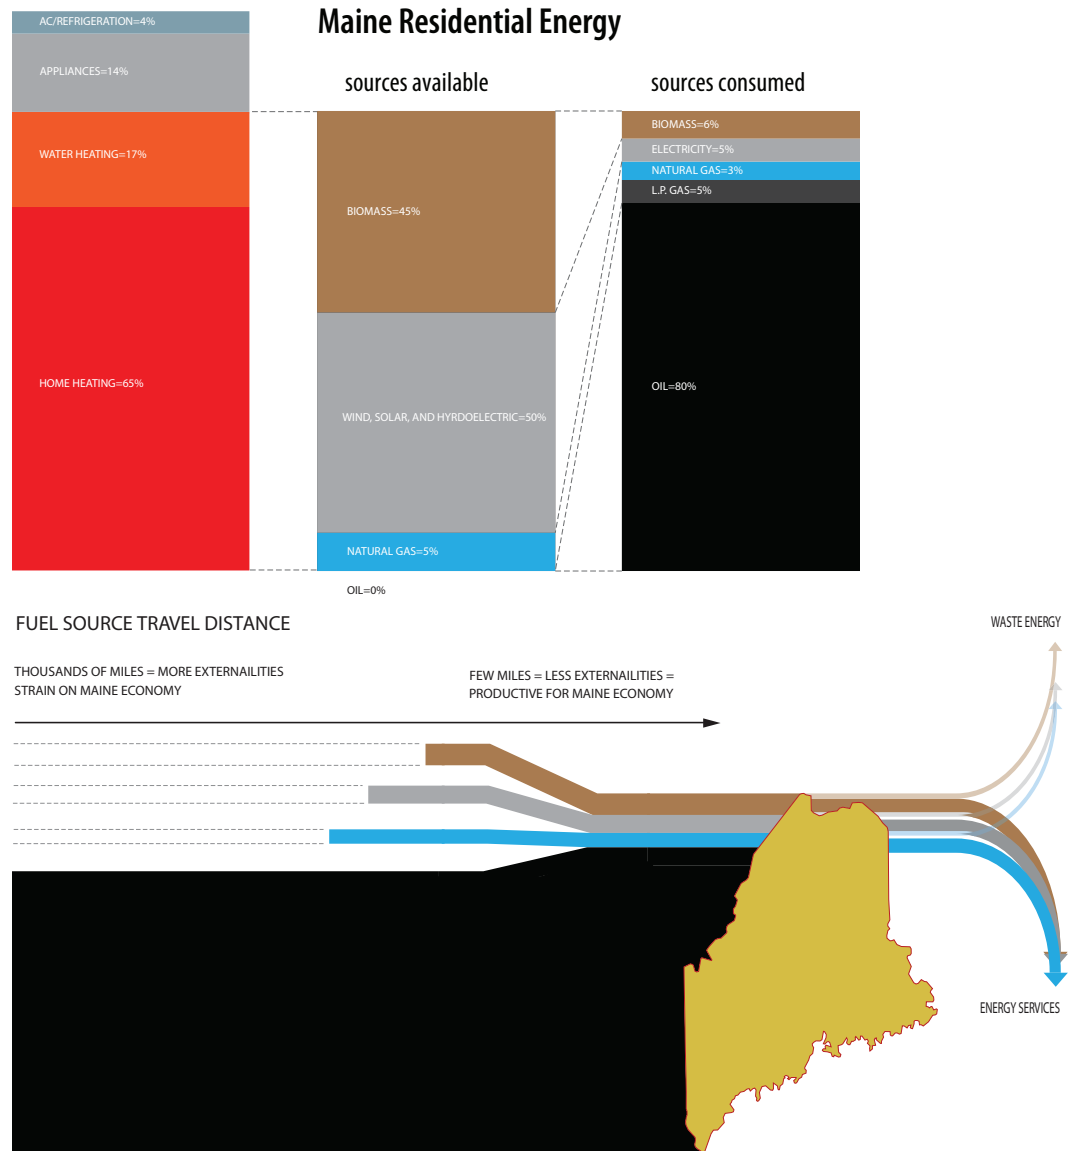 Maine Residential Energy
AC/REFRIGERATION=4%
APPLIANCES=14%
WATER HEATING=17%
HOME HEATING=65%
sources available
BIOMASS=45%
WIND, SOLAR, AND HYRDOELECTRIC=50%
NATURAL GAS=5%
OIL=0%
sources consumed
BIOMASS=6%
ELECTRICITY=5%
NATURAL GAS=3%
L.P. GAS=5%
OIL=80%
FUEL SOURCE TRAVEL DISTANCE
THOUSANDS OF MILES = MORE EXTERNAILITIES
STRAIN ON MAINE ECONOMY
FEW MILES = LESS EXTERNAILITIES =
PRODUCTIVE FOR MAINE ECONOMY
WASTE ENERGY
ENERGY SERVICES